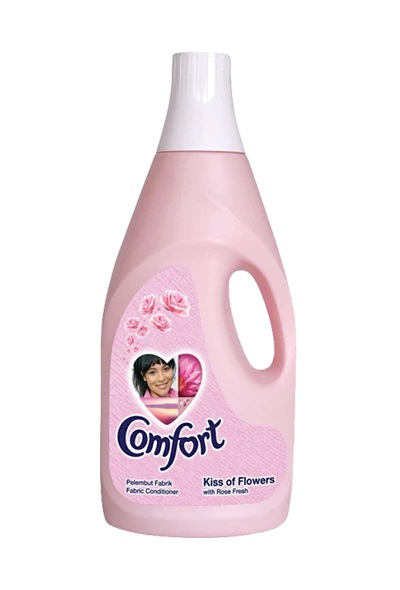 Comfort
Pelembut Fabrik
Fabric Conditioner
Kiss of Flowers
with Rose Fresh